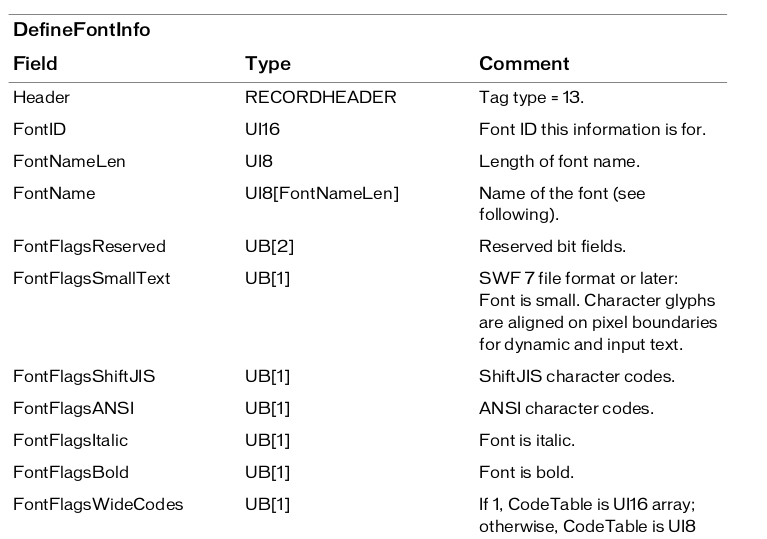 DefineFontInfo
Field Type Comment
Header RECORDHEADER Tag type = 13.
FontID UI16 Font ID this information is for.
FontNameLen UI8 Length of font name.
FontName UI8[FontNameLen] Name of the font (see
following).
FontFlagsReserved UB[2] Reserved bit fields.
FontFlagsSmallText UB[1] SWF 7 file format or later:
Font is small. Character glyphs
are aligned on pixel boundaries
for dynamic and input text.
FontFlagsShiftJIS UB[1] ShiftJIS character codes.
FontFlagsANSI UB[1] ANSI character codes.
FontFlagsItalic UB[1] Font is italic.
FontFlagsBold UB[1] Font is bold.
FontFlagsWideCodes UB[1] If 1, CodeTable is UI16 array;
otherwise, CodeTable is UI8